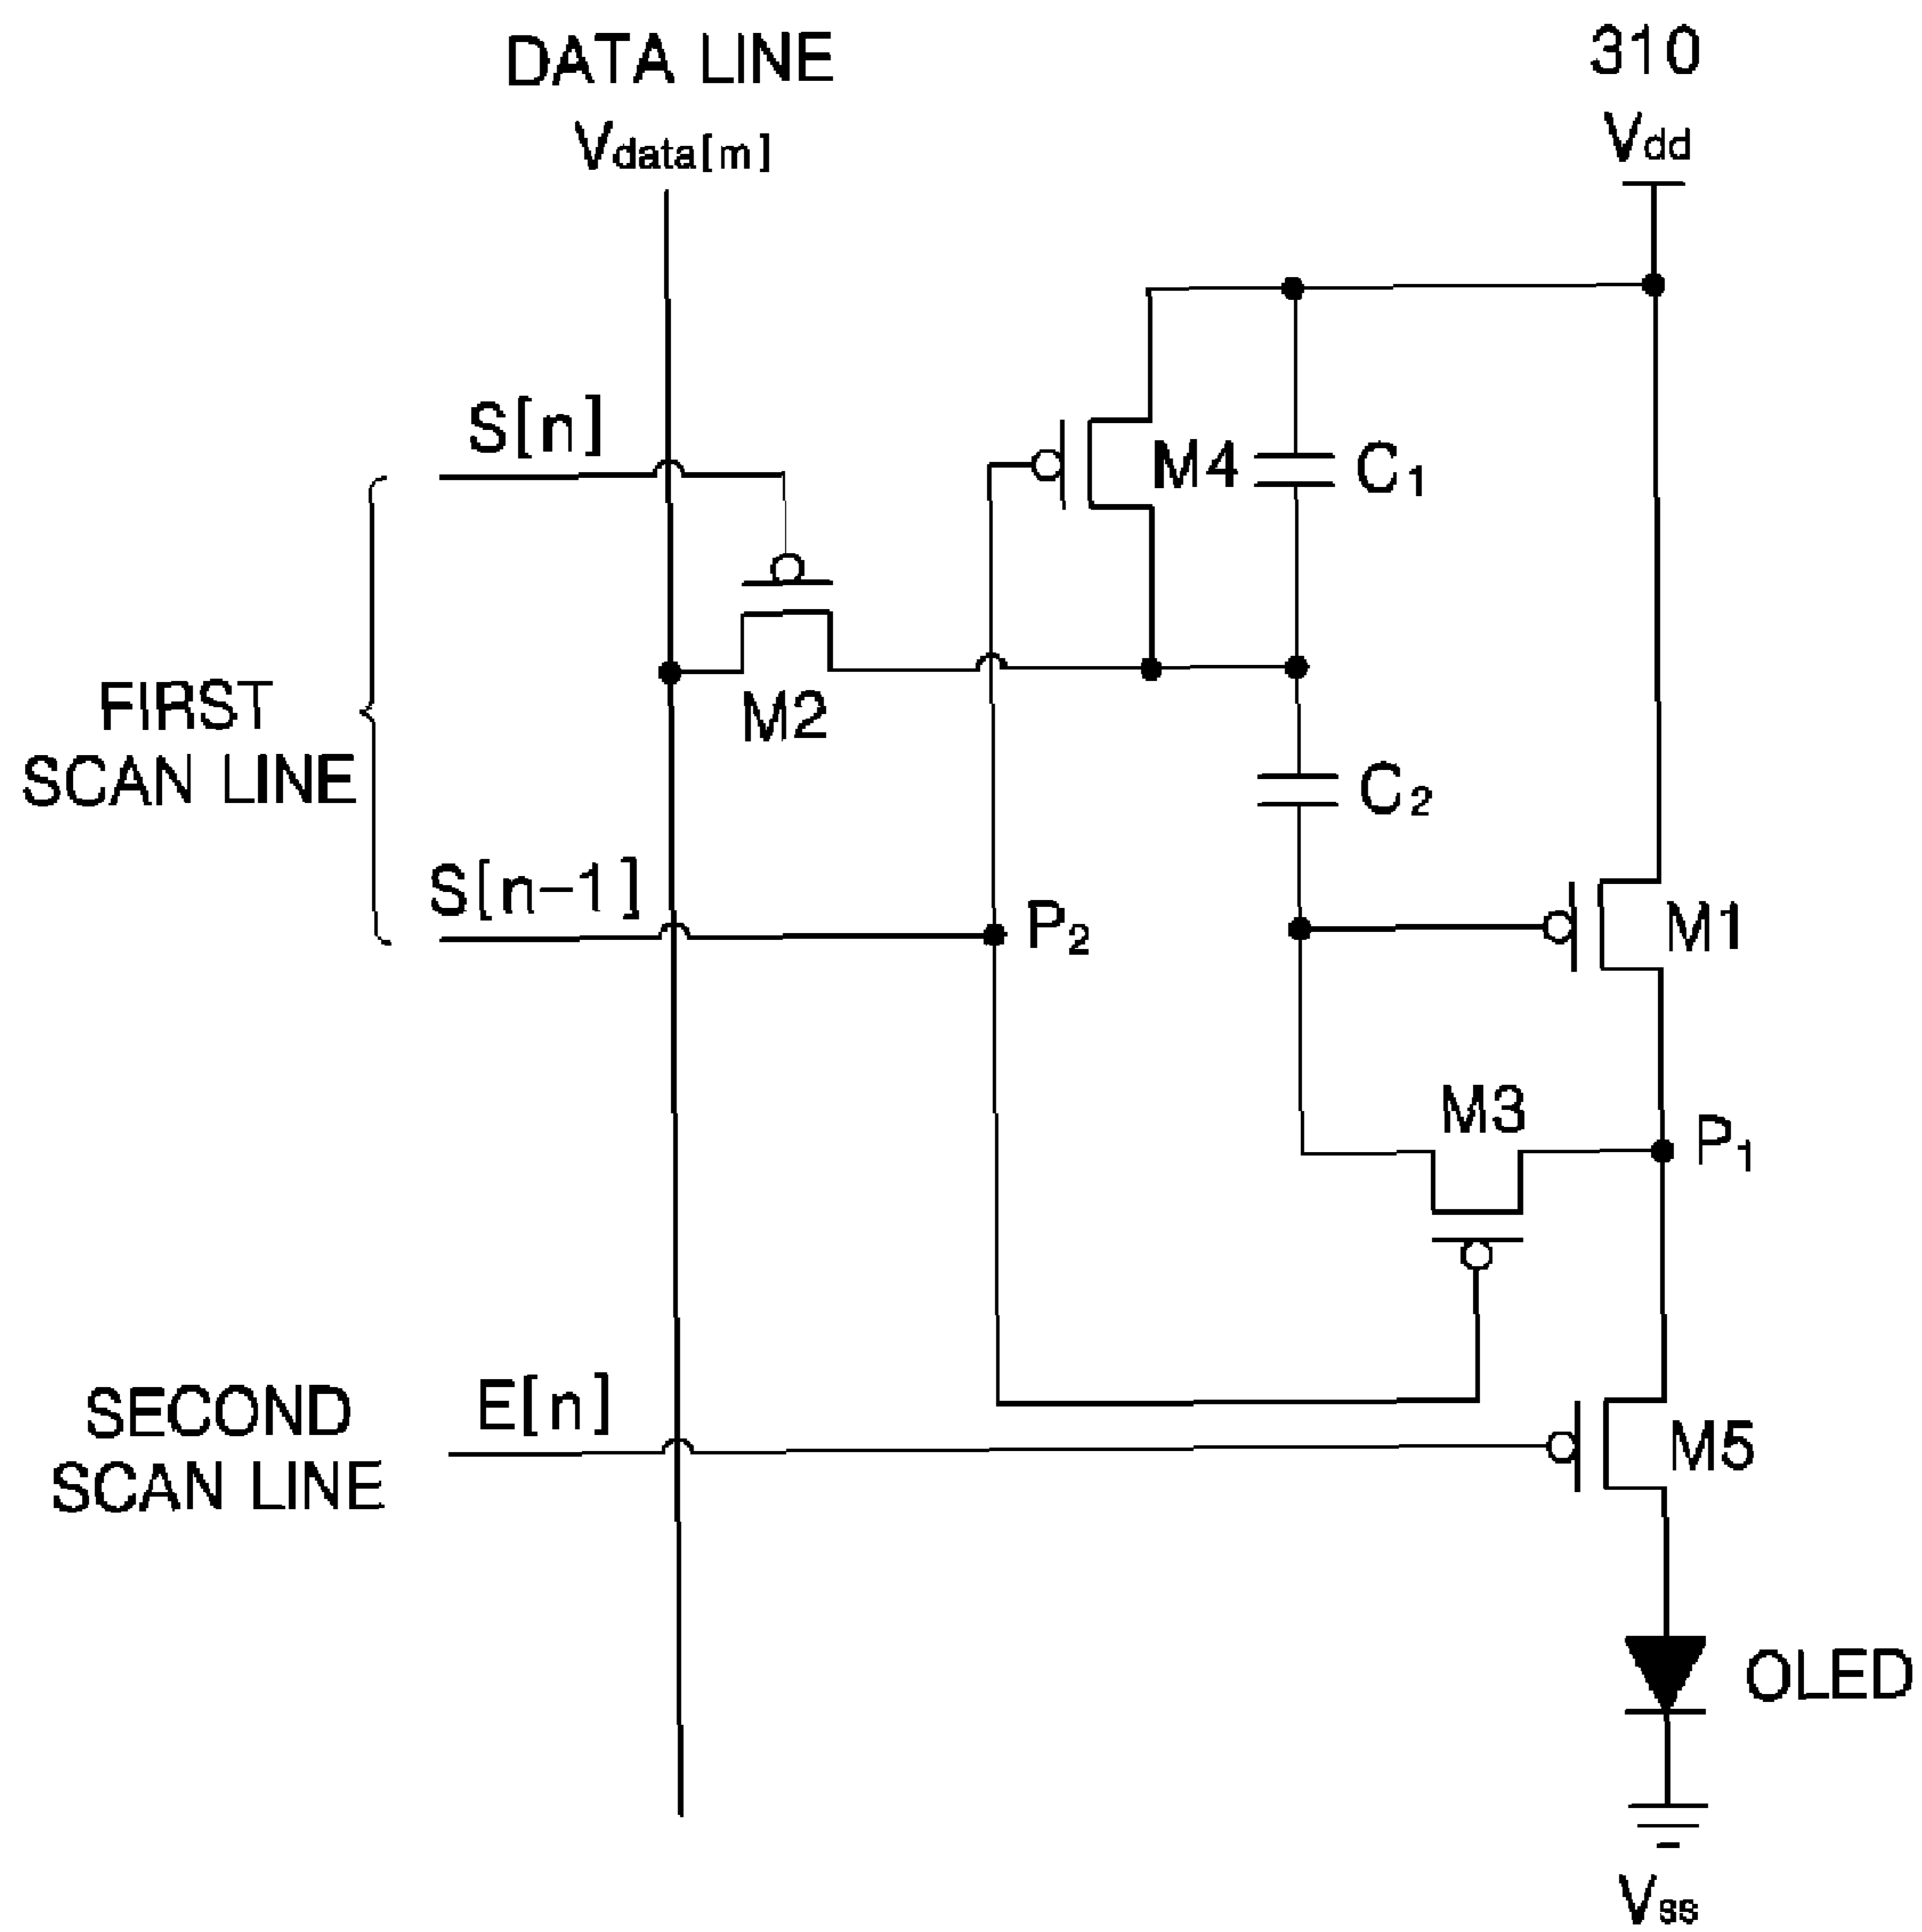 DATA LINE
Vdata[m]
310
Vdd
S[n]
M4
C1
FIRST
SCAN LINE
M2
C2
S[n-1]
P2
M1
M3
P1
SECOND
SCAN LINE
E[n]
M5
OLED
Vss